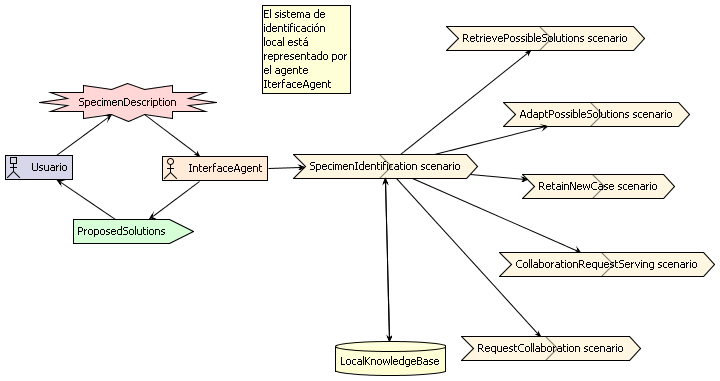 El sistema de
identificación
local está
representado por
el agente
IterfaceAgent
RetrievePossibleSolutions scenario
SpecimenDescription
AdaptPossibleSolutions scenario
Usuario
InterfaceAgent
SpecimenIdentification scenario
RetainNewCase scenario
ProposedSolutions
CollaborationRequestServing scenario
RequestCollaboration scenario
LocalKnowledgeBase